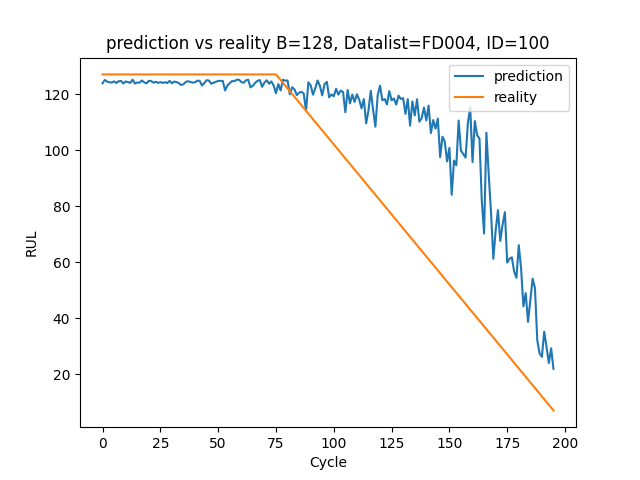 prediction vs reality B=128, Datalist=FD004, ID=100
prediction
reality
120
100
80
60
40
20
RUL
0 25 50 75 100 125 150 175 200
Cycle